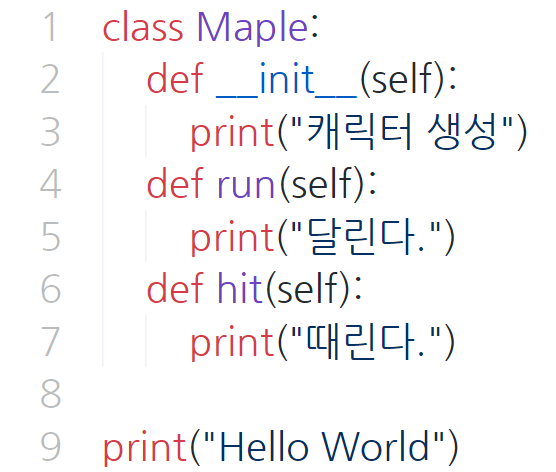 1 class Maple:
2     def __init__(self):
3         print("캐릭터 생성")
4     def run(self):
5         print("달린다.")
6     def hit(self):
7         print("때린다.")
8
9 print("Hello World")